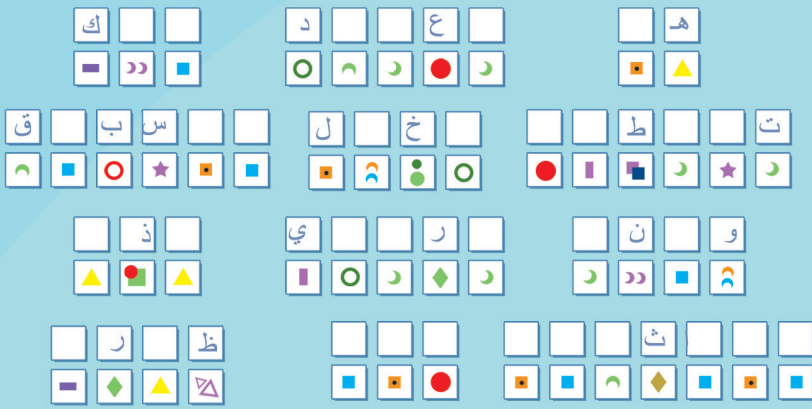 هـ ع د ك
ت ط خ ل س ب ق
و ن ر ي ذ
ث ظ ر